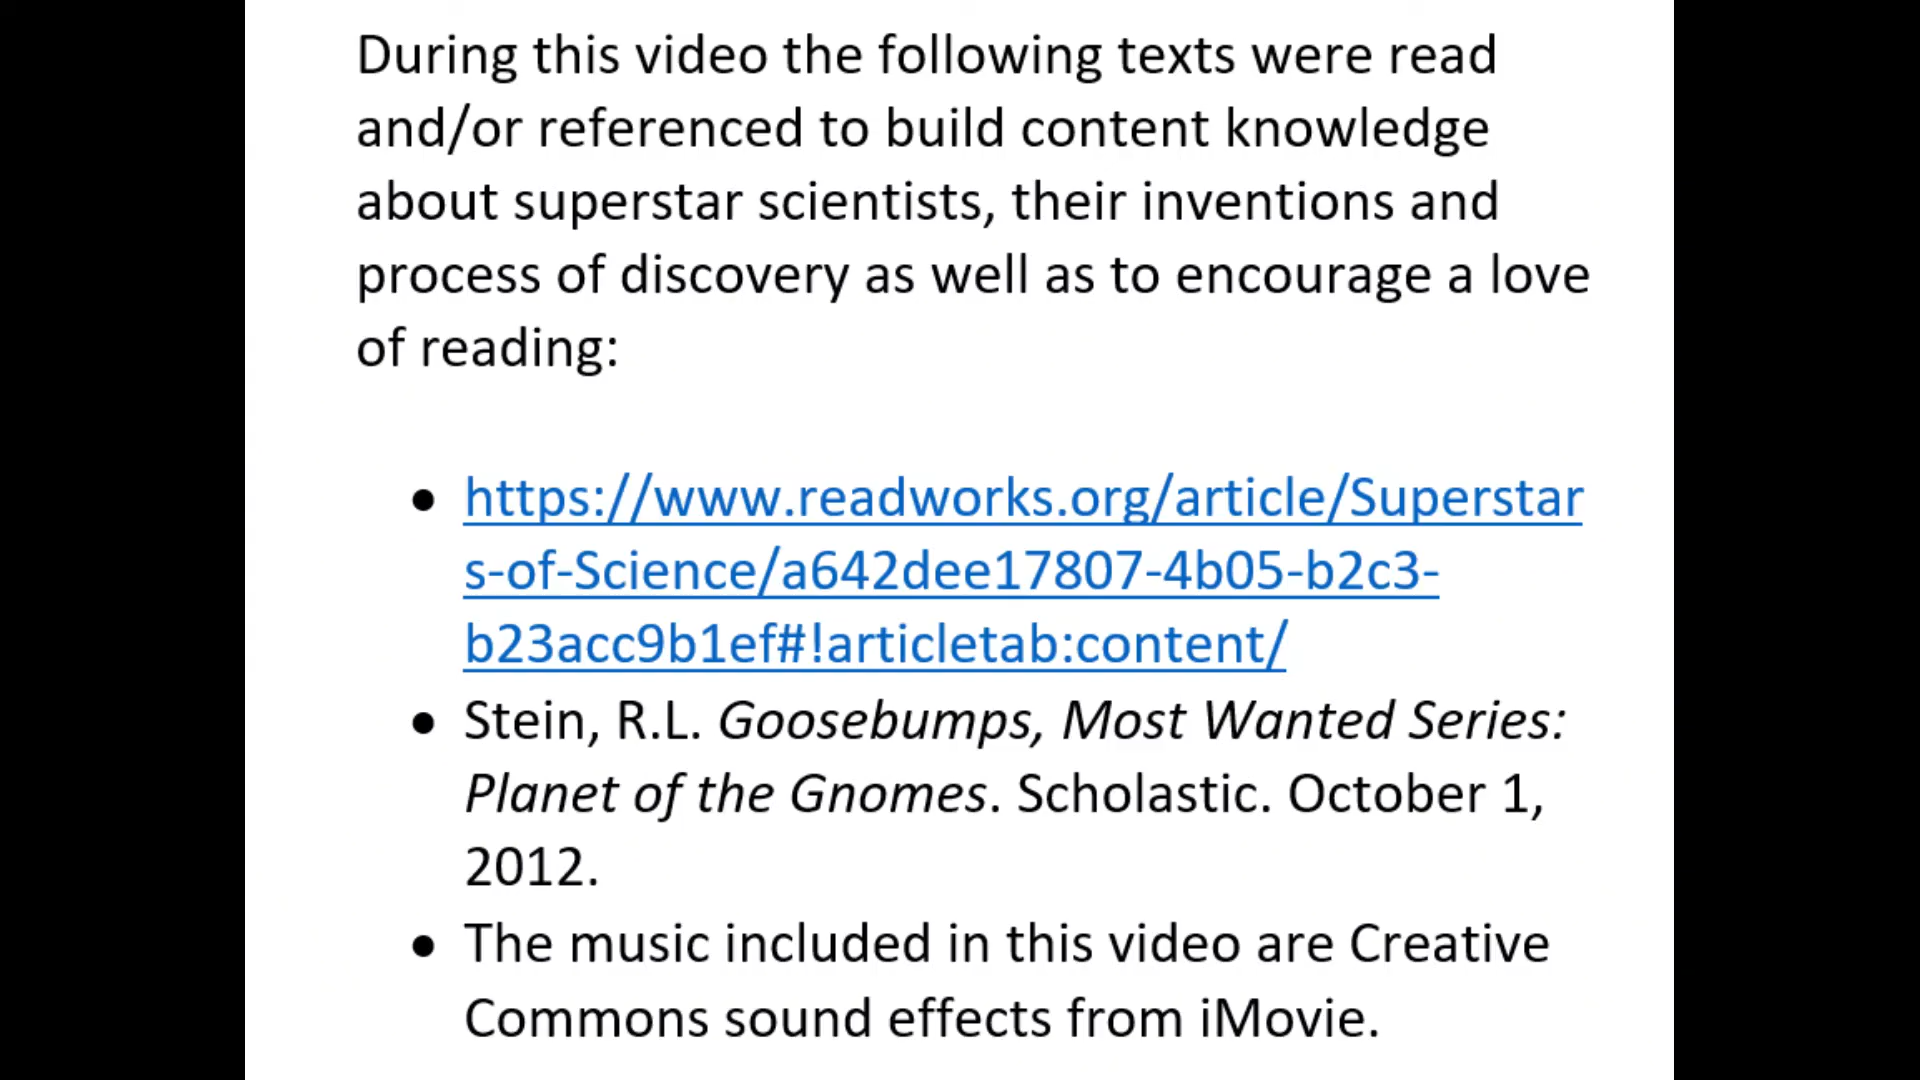 During this video the following texts were read
and/or referenced to build content knowledge
about superstar scientists, their inventions and
process of discovery as well as to encourage a love
of reading:
• https://www.readworks.org/article/Superstar
s-of-Science/a642dee17807-4b05-b2c3-
b23acc9b1ef#!articletab:content/
• Stein, R.L. Goosebumps, Most Wanted Series:
Planet of the Gnomes. Scholastic. October 1,
2012.
• The music included in this video are Creative
Commons sound effects from iMovie.